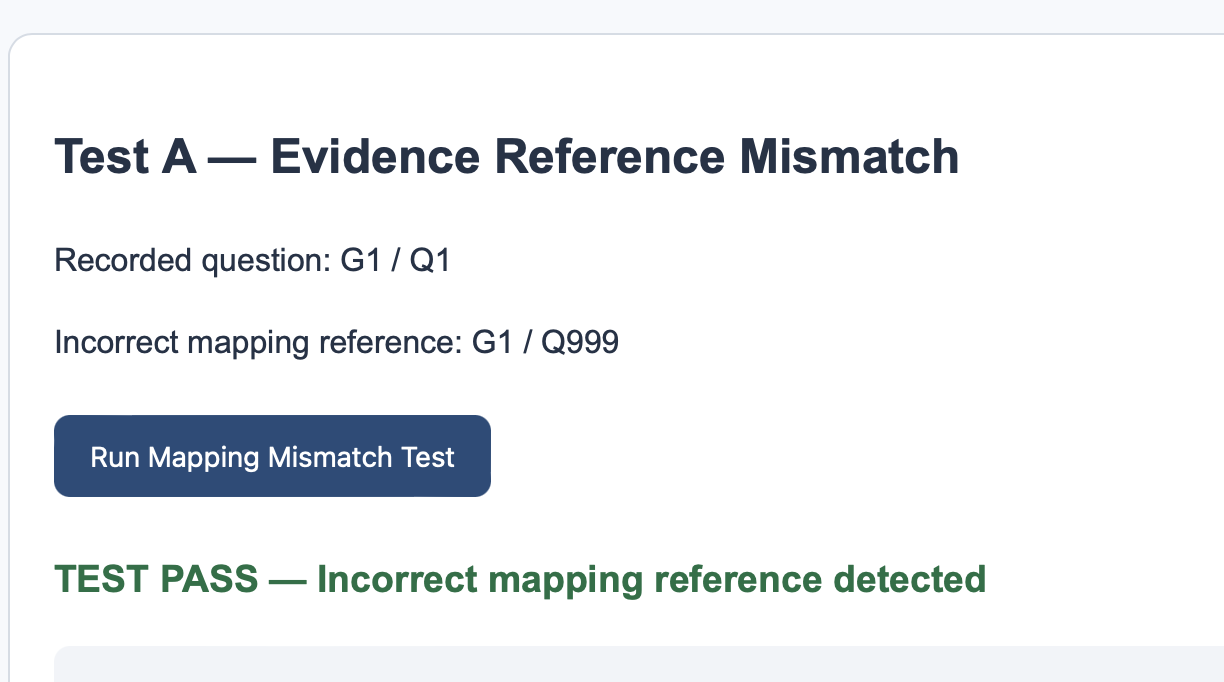 Test A — Evidence Reference Mismatch
Recorded question: G1 / Q1
Incorrect mapping reference: G1 / Q999
Run Mapping Mismatch Test
TEST PASS — Incorrect mapping reference detected